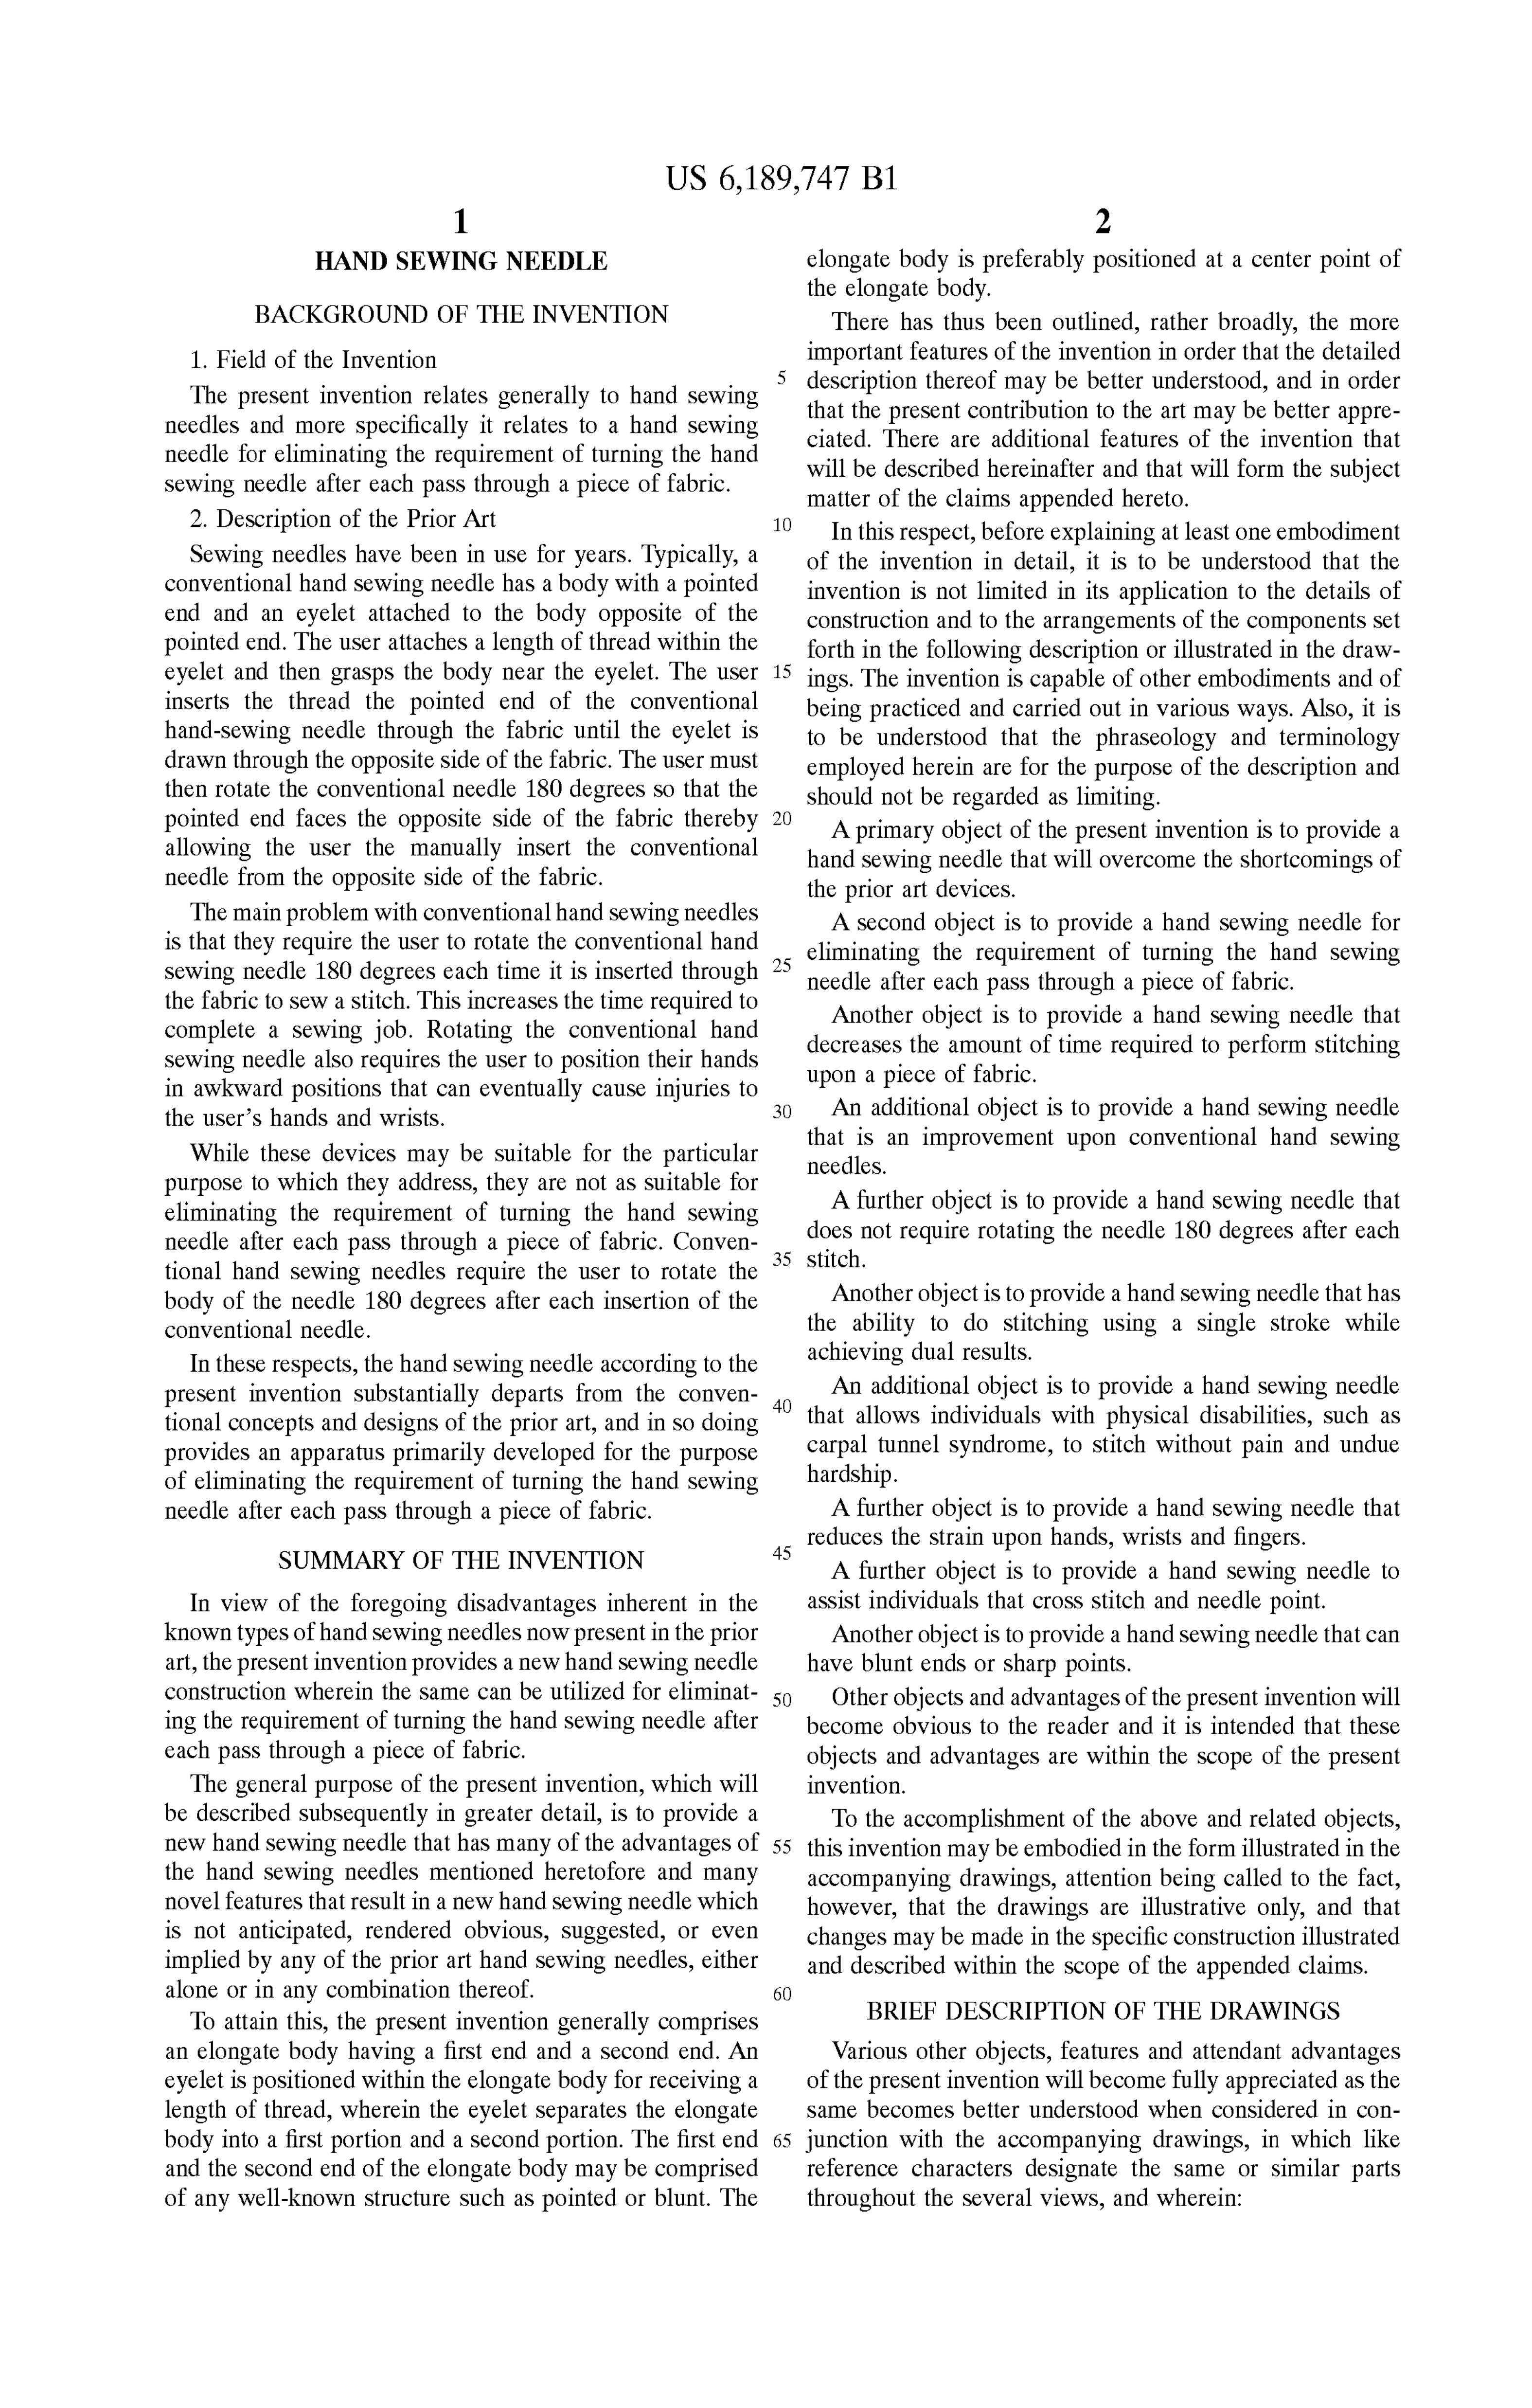 US 6,189,747 B1
1
HAND SEWING NEEDLE
BACKGROUND OF THE INVENTION
1. Field of the Invention
The present invention relates generally to hand sewing
needles and more specifically it relates to a hand sewing
needle for eliminating the requirement of turning the hand
sewing needle after each pass through a piece of fabric.
2. Description of the Prior Art
Sewing needles have been in use for years. Typically, a
conventional hand sewing needle has a body with a pointed
end and an eyelet attached to the body opposite of the
pointed end. The user attaches a length of thread within the
eyelet and then grasps the body near the eyelet. The user
inserts the thread the pointed end of the conventional
hand-sewing needle through the fabric until the eyelet is
drawn through the opposite side of the fabric. The user must
then rotate the conventional needle 180 degrees so that the
pointed end faces the opposite side of the fabric thereby
allowing the user the manually insert the conventional
needle from the opposite side of the fabric.
The main problem with conventional hand sewing needles
is that they require the user to rotate the conventional hand
sewing needle 180 degrees each time it is inserted through
the fabric to sew a stitch. This increases the time required to
complete a sewing job. Rotating the conventional hand
sewing needle also requires the user to position their hands
in awkward positions that can eventually cause injuries to
the user's hands and wrists.
While these devices may be suitable for the particular
purpose to which they address, they are not as suitable for
eliminating the requirement of turning the hand sewing
needle after each pass through a piece of fabric. Conven-
tional hand sewing needles require the user to rotate the
body of the needle 180 degrees after each insertion of the
conventional needle.
In these respects, the hand sewing needle according to the
present invention substantially departs from the conven-
tional concepts and designs of the prior art, and in so doing
provides an apparatus primarily developed for the purpose
of eliminating the requirement of turning the hand sewing
needle after each pass through a piece of fabric.
SUMMARY OF THE INVENTION
In view of the foregoing disadvantages inherent in the
known types of hand sewing needles now present in the prior
art, the present invention provides a new hand sewing needle
construction wherein the same can be utilized for eliminat-
ing the requirement of turning the hand sewing needle after
each pass through a piece of fabric.
The general purpose of the present invention, which will
be described subsequently in greater detail, is to provide a
new hand sewing needle that has many of the advantages of
the hand sewing needles mentioned heretofore and many
novel features that result in a new hand sewing needle which
is not anticipated, rendered obvious, suggested, or even
implied by any of the prior art hand sewing needles, either
alone or in any combination thereof.
To attain this, the present invention generally comprises
an elongate body having a first end and a second end. An
eyelet is positioned within the elongate body for receiving a
length of thread, wherein the eyelet separates the elongate
body into a first portion and a second portion. The first end
and the second end of the elongate body may be comprised
of any well-known structure such as pointed or blunt. The
5
10
15
20
25
30
35
40
45
50
55
60
65
2
elongate body is preferably positioned at a center point of
the elongate body.
There has thus been outlined, rather broadly, the more
important features of the invention in order that the detailed
description thereof may be better understood, and in order
that the present contribution to the art may be better appre-
ciated. There are additional features of the invention that
will be described hereinafter and that will form the subject
matter of the claims appended hereto.
In this respect, before explaining at least one embodiment
of the invention in detail, it is to be understood that the
invention is not limited in its application to the details of
construction and to the arrangements of the components set
forth in the following description or illustrated in the draw-
ings. The invention is capable of other embodiments and of
being practiced and carried out in various ways. Also, it is
to be understood that the phraseology and terminology
employed herein are for the purpose of the description and
should not be regarded as limiting.
A primary object of the present invention is to provide a
hand sewing needle that will overcome the shortcomings of
the prior art devices.
A second object is to provide a hand sewing needle for
eliminating the requirement of turning the hand sewing
needle after each pass through a piece of fabric.
Another object is to provide a hand sewing needle that
decreases the amount of time required to perform stitching
upon a piece of fabric.
An additional object is to provide a hand sewing needle
that is an improvement upon conventional hand sewing
needles.
A further object is to provide a hand sewing needle that
does not require rotating the needle 180 degrees after each
stitch.
Another object is to provide a hand sewing needle that has
the ability to do stitching using a single stroke while
achieving dual results.
An additional object is to provide a hand sewing needle
that allows individuals with physical disabilities, such as
carpal tunnel syndrome, to stitch without pain and undue
hardship.
A further object is to provide a hand sewing needle that
reduces the strain upon hands, wrists and fingers.
A further object is to provide a hand sewing needle to
assist individuals that cross stitch and needle point.
Another object is to provide a hand sewing needle that can
have blunt ends or sharp points.
Other objects and advantages of the present invention will
become obvious to the reader and it is intended that these
objects and advantages are within the scope of the present
invention.
To the accomplishment of the above and related objects,
this invention may be embodied in the form illustrated in the
accompanying drawings, attention being called to the fact,
however, that the drawings are illustrative only, and that
changes may be made in the specific construction illustrated
and described within the scope of the appended claims.
BRIEF DESCRIPTION OF THE DRAWINGS
Various other objects, features and attendant advantages
of the present invention will become fully appreciated as the
same becomes better understood when considered in con-
junction with the accompanying drawings, in which like
reference characters designate the same or similar parts
throughout the several views, and wherein: